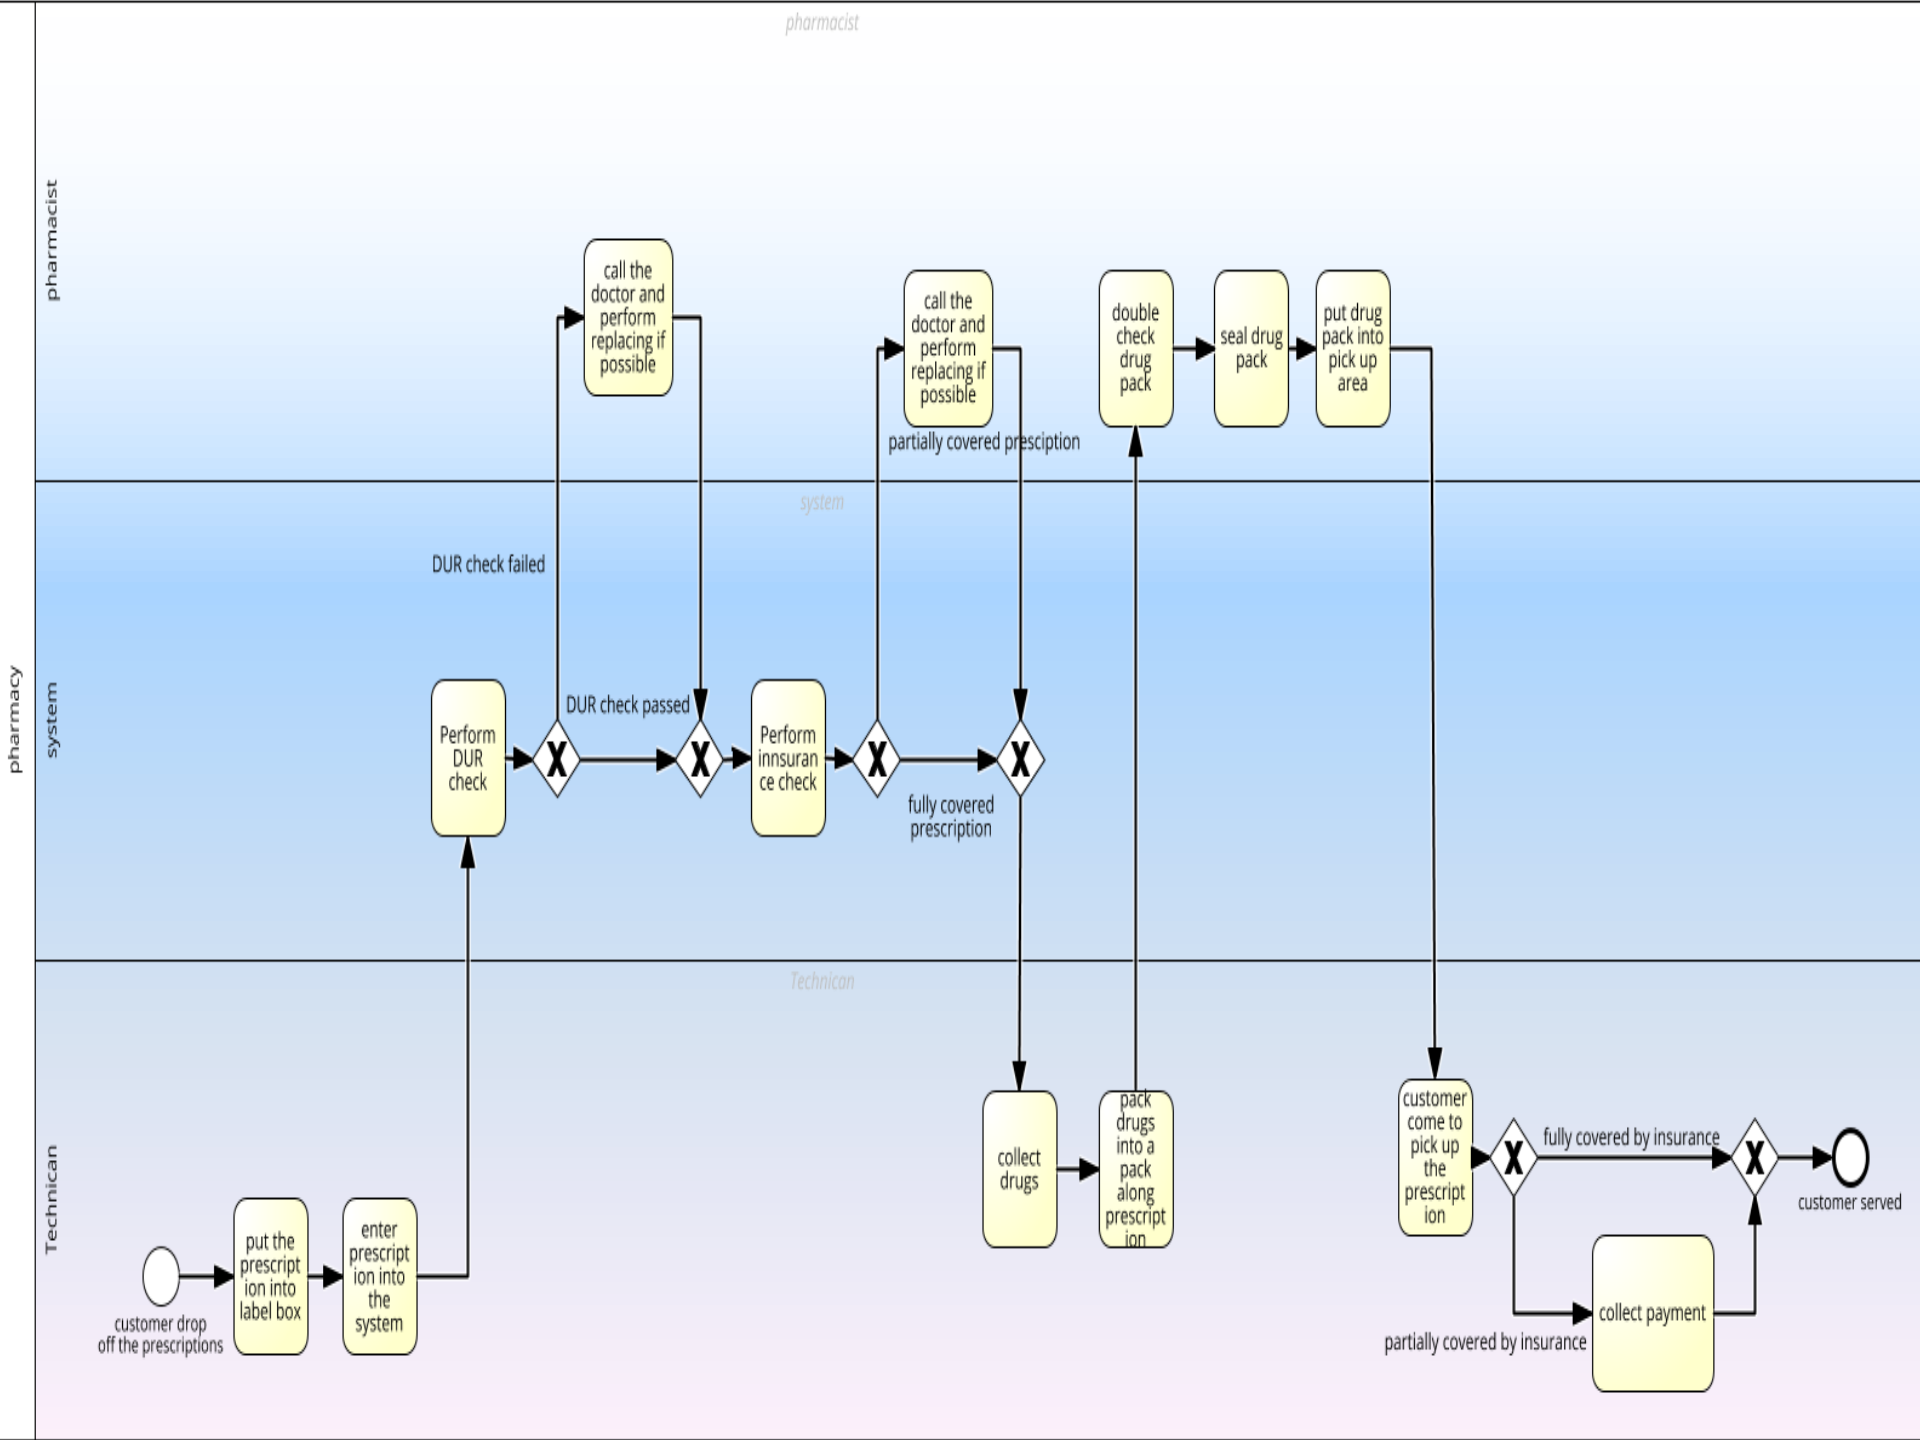 pharmacist
pharmacist
call the
doctor and
perform
replacing if
possible
call the
doctor and
perform
replacing if
possible
double
check
drug
pack
seal drug
pack
put drug
pack into
pick up
area
partially covered presciption
pharmacy
system
system
DUR check failed
DUR check passed
Perform
DUR
check
Perform
innsuran
ce check
fully covered
prescription
Technican
Technican
customer drop
off the prescriptions
put the
prescript
ion into
label box
enter
prescript
ion into
the
system
collect
drugs
pack
drugs
into a
pack
along
prescript
ion
customer
come to
pick up
the
prescript
ion
fully covered by insurance
customer served
partially covered by insurance
collect payment